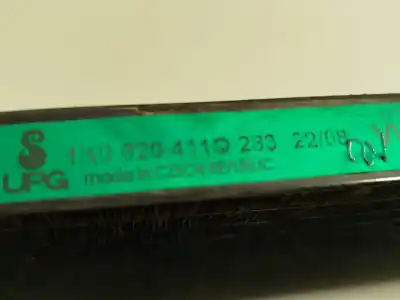 1K0 820 411Q 283 22/08
UPG made in CZECH REPUBLIC